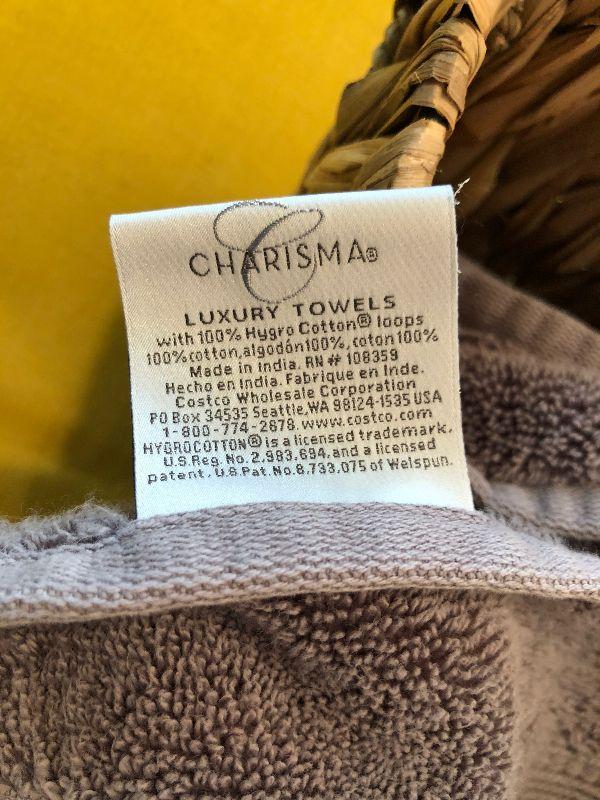 C
CHARISMA®
LUXURY TOWELS
with 100% Hygro Cotton® loops
100%cotton,algodón100%,coton100%
Made in India. RN# 108359
Hecho en India. Fabrique en Inde.
Costco Wholesale Corporation
PO Box 34535 Seattle,WA 98124-1535 USA
1-800-774-2678.www.costco.com
HYGROCOTTON® is a licensed trademark,
U.S.Reg.No.2,983,694,and a licensed
patent, U.S.Pat.No.8,733,075 of Welspun.